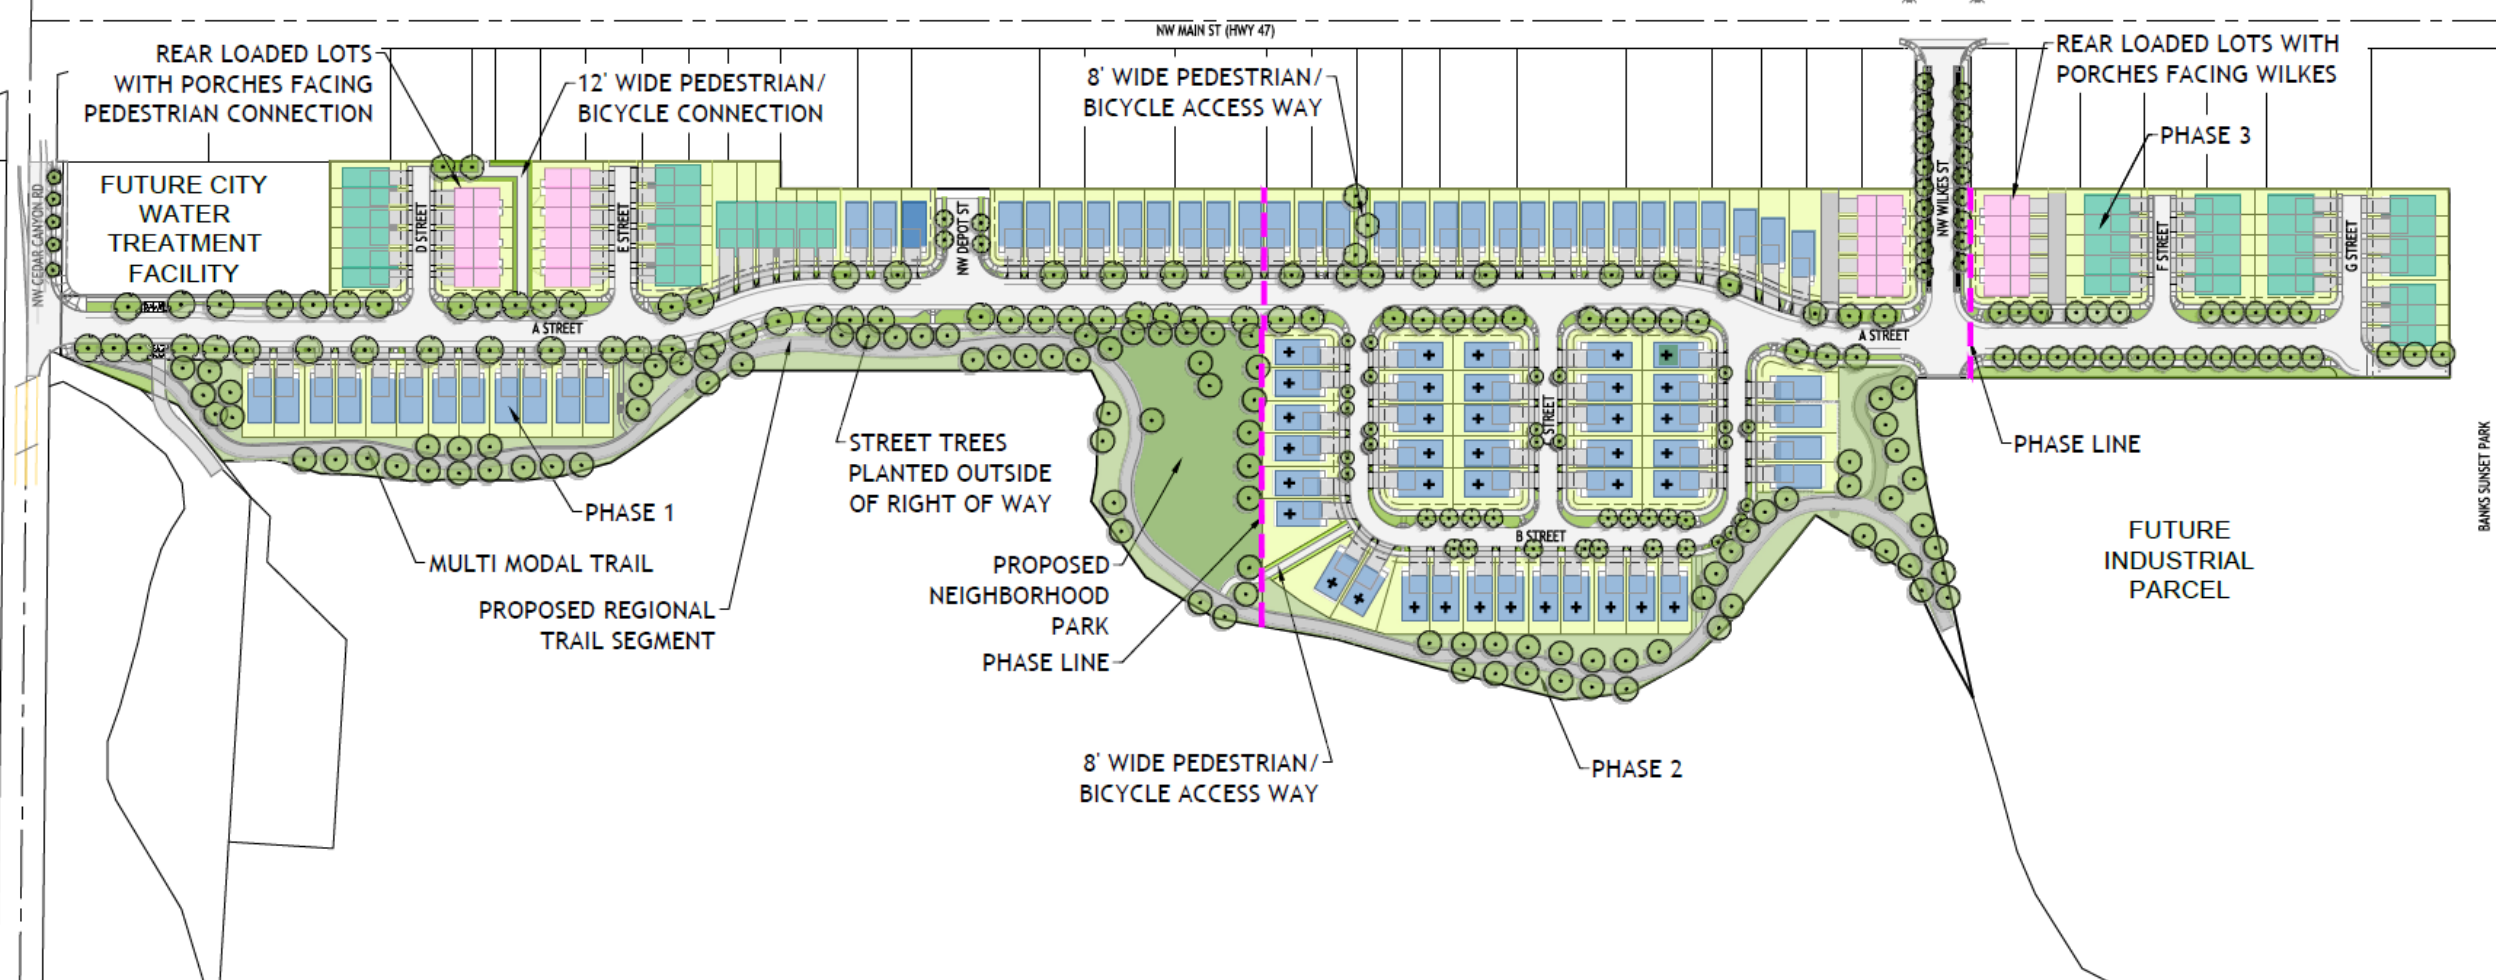 NW MAIN ST (HWY 47)
REAR LOADED LOTS
WITH PORCHES FACING
PEDESTRIAN CONNECTION
12' WIDE PEDESTRIAN/
BICYCLE CONNECTION
8' WIDE PEDESTRIAN/
BICYCLE ACCESS WAY
REAR LOADED LOTS WITH
PORCHES FACING WILKES
PHASE 3
FUTURE CITY
WATER
TREATMENT
FACILITY
NW CEDAR CANYON RD
D STREET
E STREET
NW DEPOT ST
NW WILKES ST
F STREET
G STREET
A STREET
A STREET
C STREET
B STREET
PHASE LINE
STREET TREES
PLANTED OUTSIDE
OF RIGHT OF WAY
PHASE 1
MULTI MODAL TRAIL
PROPOSED REGIONAL
TRAIL SEGMENT
PROPOSED
NEIGHBORHOOD
PARK
PHASE LINE
8' WIDE PEDESTRIAN/
BICYCLE ACCESS WAY
PHASE 2
FUTURE
INDUSTRIAL
PARCEL
BANKS SUNSET PARK